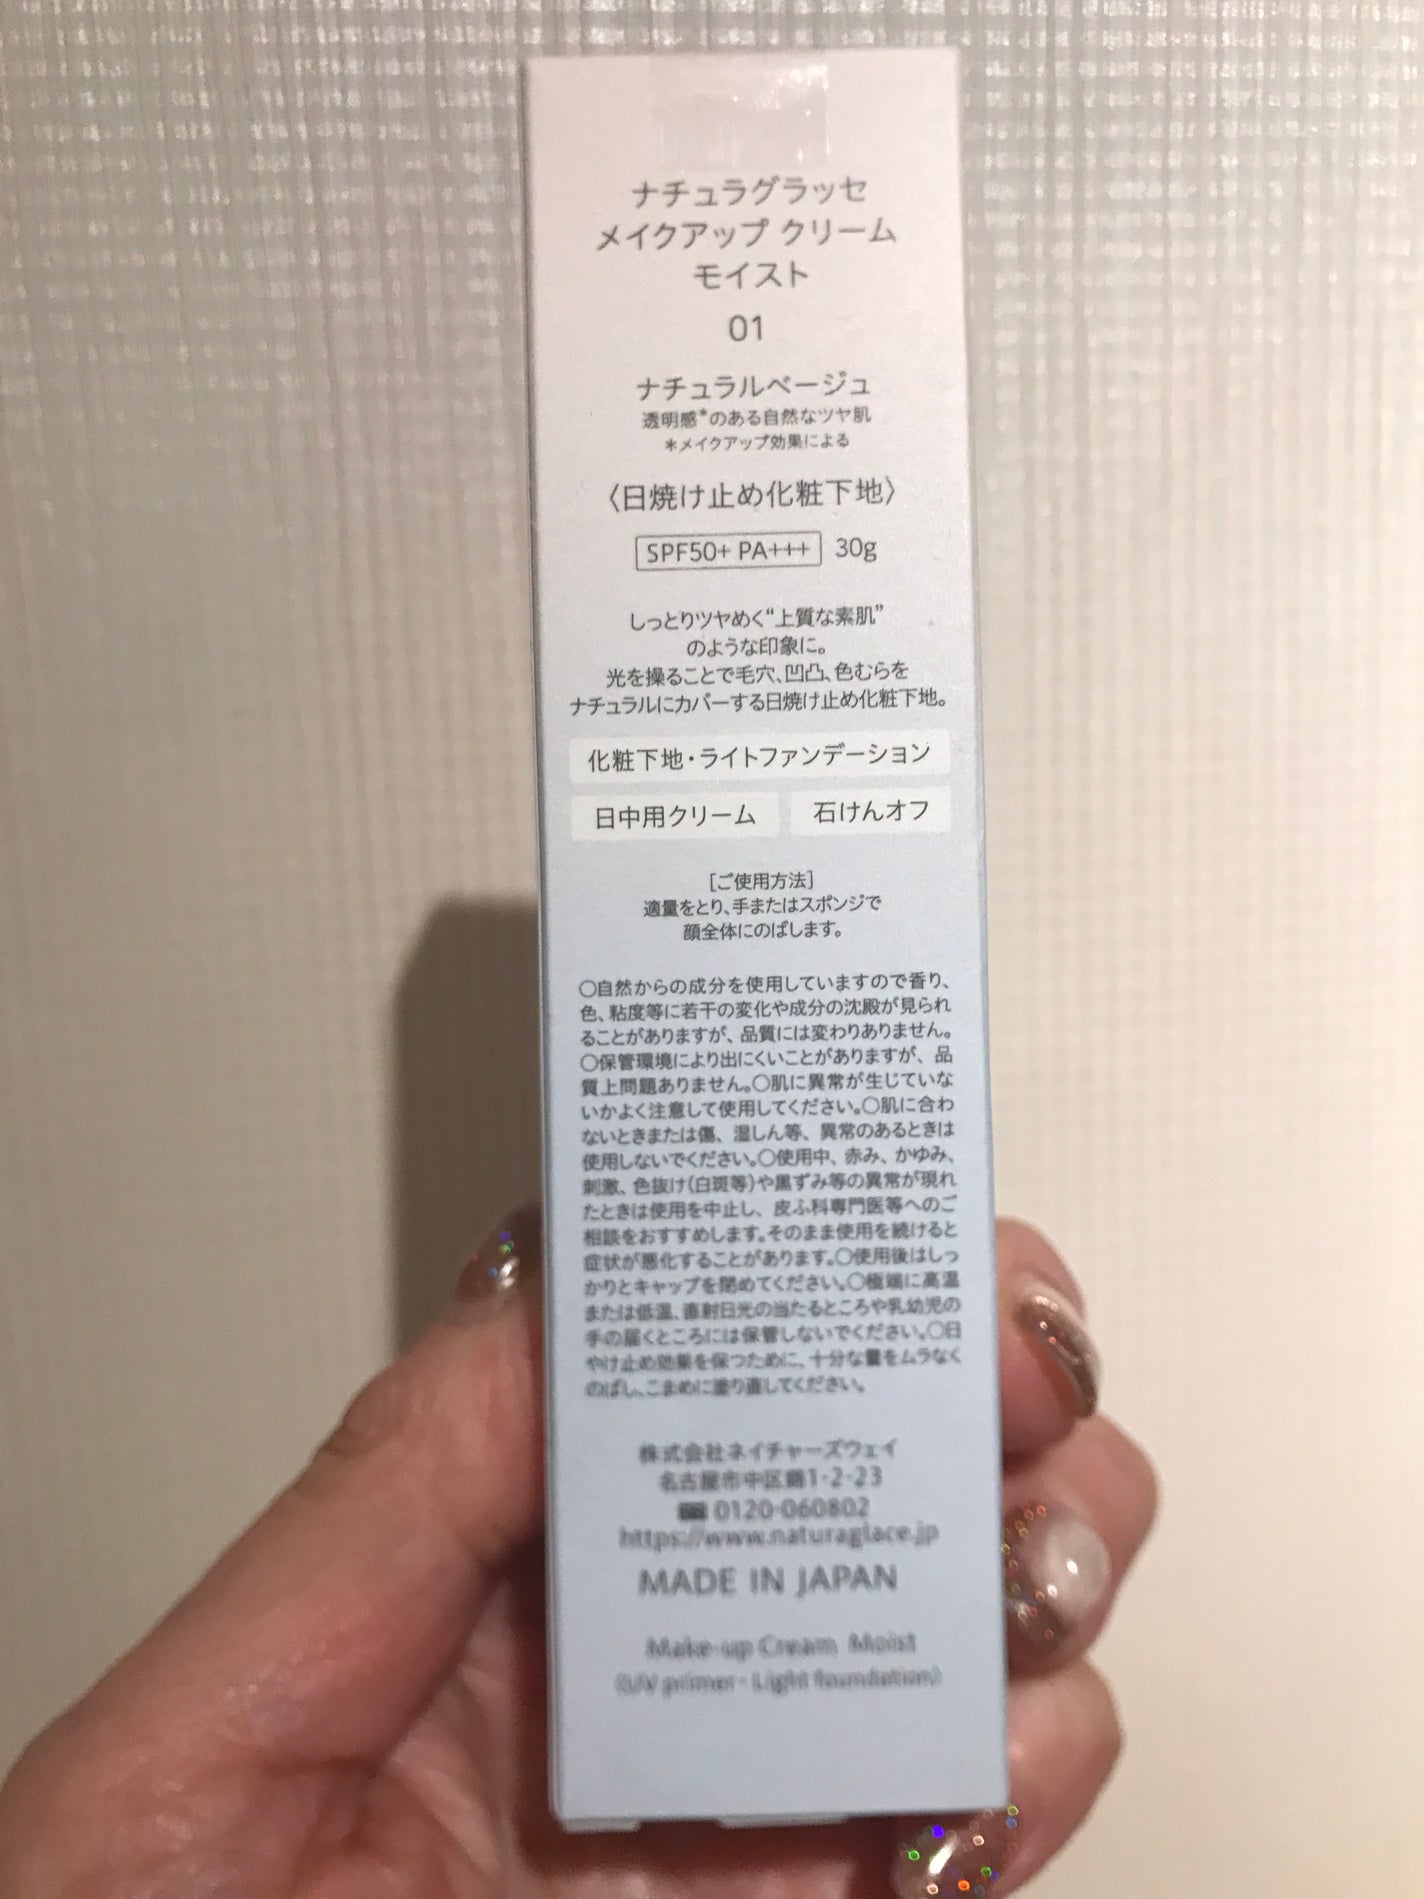 ナチュラグラッセ
メイクアップ クリーム
モイスト
01
ナチュラルベージュ
透明感*のある自然なツヤ肌
*メイクアップ効果による
〈日焼け止め化粧下地〉
SPF50+ PA+++ 30g
しっとりツヤめく“上質な素肌”
のような印象に。
光を操ることで毛穴、凹凸、色むらを
ナチュラルにカバーする日焼け止め化粧下地。
化粧下地・ライトファンデーション
日中用クリーム 石けんオフ
[ご使用方法]
適量をとり、手またはスポンジで
顔全体にのばします。
○自然からの成分を使用していますので香り、
色、粘度等に若干の変化や成分の沈殿が見られ
ることがありますが、品質には変わりありません。
○保管環境により出にくいことがありますが、品
質上問題ありません。○肌に異常が生じていな
いかよく注意して使用してください。○肌に合わ
ないときまたは傷、湿しん等、異常のあるときは
使用しないでください。○使用中、赤み、かゆみ、
刺激、色抜け(白斑等)や黒ずみ等の異常が現れ
たときは使用を中止し、皮ふ科専門医等へのご
相談をおすすめします。そのまま使用を続けると
症状が悪化することがあります。○使用後はしっ
かりとキャップを閉めてください。○極端に高温
または低温、直射日光の当たるところや乳幼児の
手の届くところには保管しないでください。○日
やけ止め効果を保つために、十分な量をムラなく
のばし、こまめに塗り直してください。
株式会社ネイチャーズウェイ
名古屋市中区錦1-2-23
0120-060802
https://www.naturaglace.jp
MADE IN JAPAN
Make-up Cream Moist
(UV primer・Light foundation)